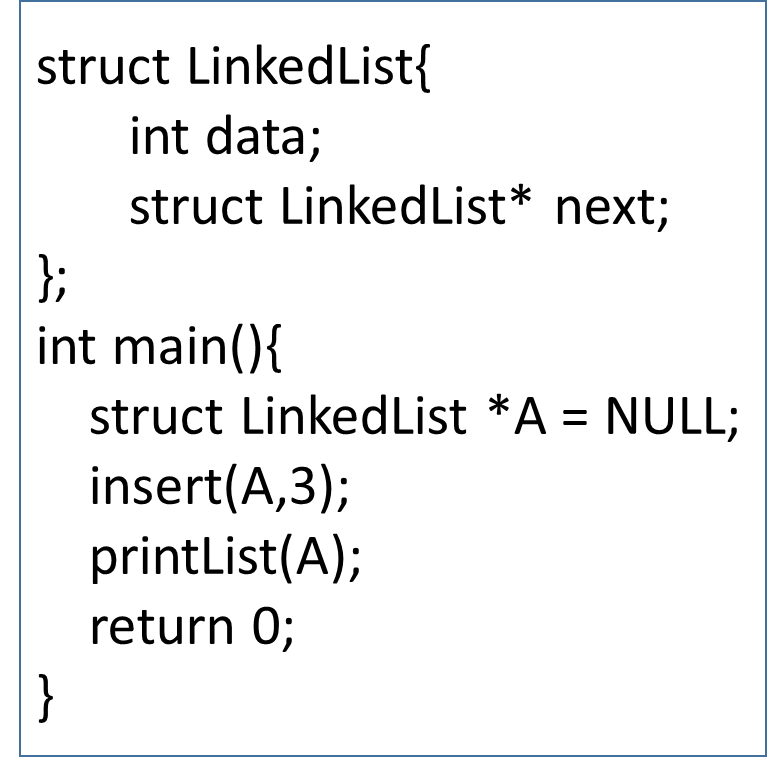 struct LinkedList{
int data;
struct LinkedList* next;
};
int main(){
struct LinkedList *A = NULL;
insert(A,3);
printList(A);
return 0;
}